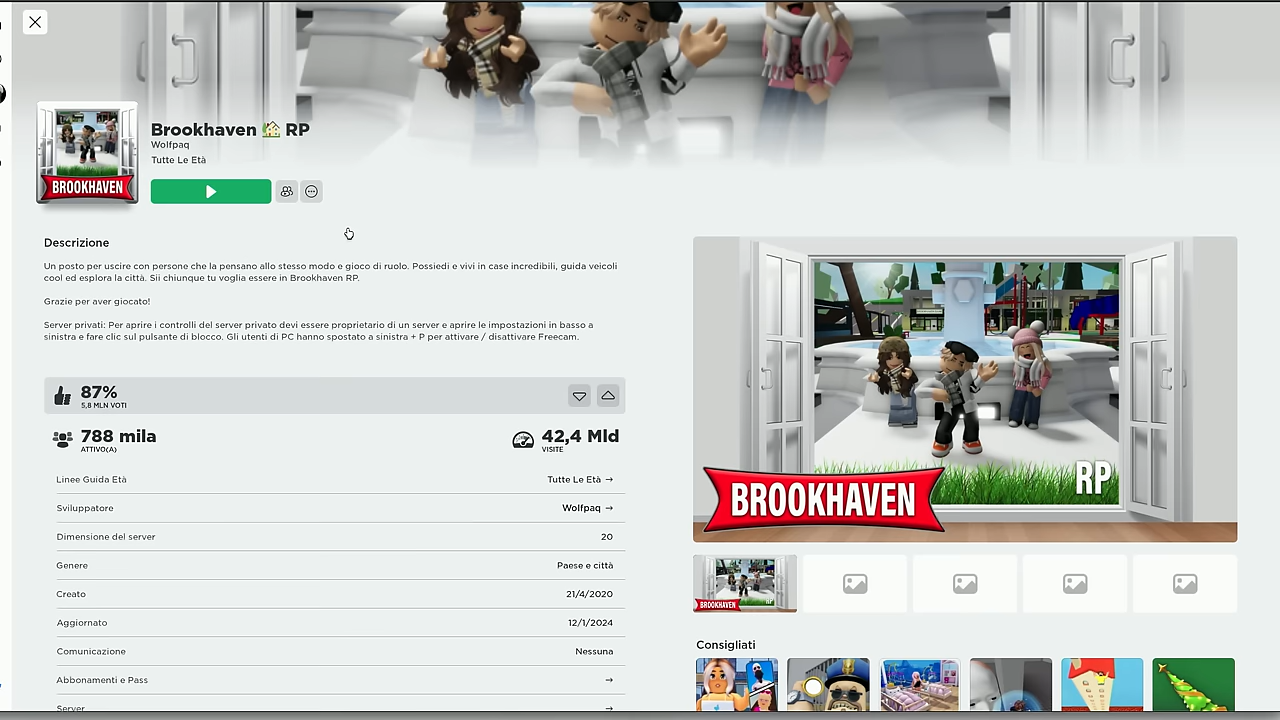 Brookhaven 🏠 RP
Wolfpaq
Tutte Le Età
BROOKHAVEN
Descrizione
Un posto per uscire con persone che la pensano allo stesso modo e gioco di ruolo. Possiedi e vivi in case incredibili, guida veicoli
cool ed esplora la città. Sii chiunque tu voglia essere in Brookhaven RP.
Grazie per aver giocato!
Server privati: Per aprire i controlli del server privato devi essere proprietario di un server e aprire le impostazioni in basso a
sinistra e fare clic sul pulsante di blocco. Gli utenti di PC hanno sposta a sinistra + P per attivare / disattivare Freecam.
87%
5,8 MLN VOTI
788 mila
ATTIVO(A)
42,4 Mld
VISITE
Linee Guida Età
Tutte Le Età →
Sviluppatore
Wolfpaq →
Dimensione del server
20
Genere
Paese e città
Creato
21/4/2020
Aggiornato
12/1/2024
Comunicazione
Nessuna
Abbonamenti e Pass
→
Server
→
RP
BROOKHAVEN
BROOKHAVEN
RP
Consigliati